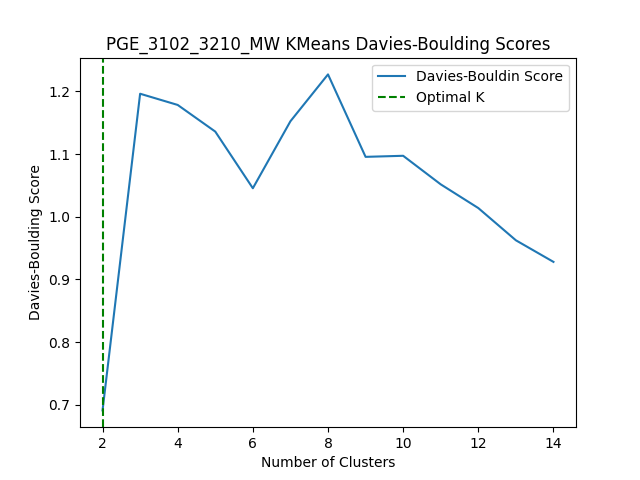 PGE_3102_3210_MW KMeans Davies-Boulding Scores
Davies-Bouldin Score
Optimal K
Davies-Boulding Score
1.2
1.1
1.0
0.9
0.8
0.7
2 4 6 8 10 12 14
Number of Clusters